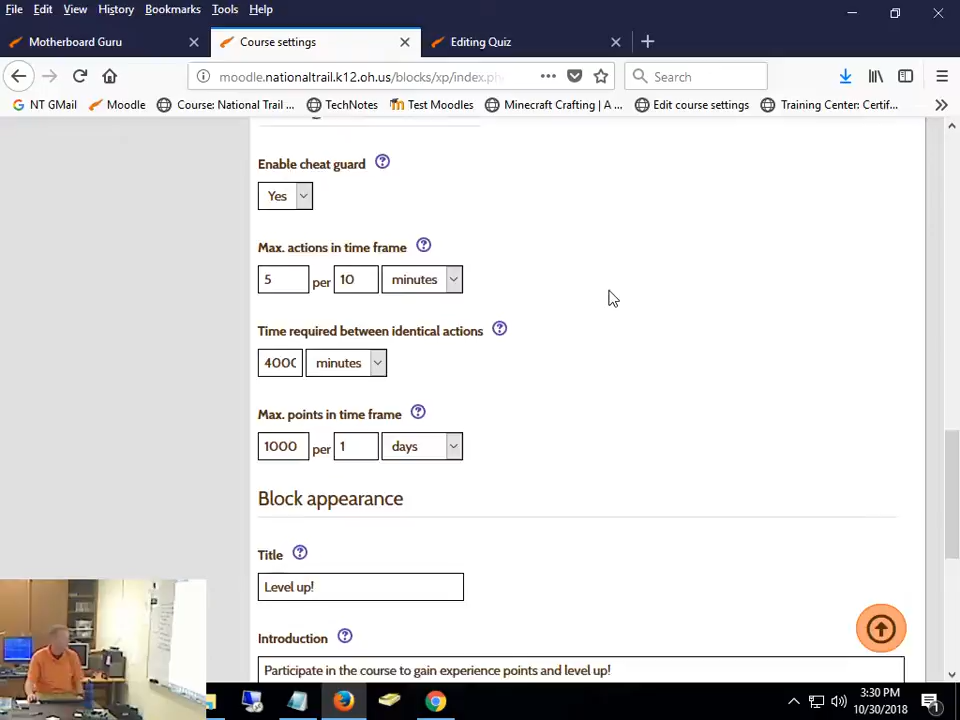 File Edit View History Bookmarks Tools Help
Motherboard Guru
Course settings
Editing Quiz
moodle.nationaltrail.k12.oh.us/blocks/xp/index.ph
Search
NT GMail
Moodle
Course: National Trail ...
TechNotes
Test Moodles
Minecraft Crafting | A ...
Edit course settings
Training Center: Certif...
Enable cheat guard
Yes
Max. actions in time frame
5 per 10 minutes
Time required between identical actions
4000 minutes
Max. points in time frame
1000 per 1 days
Block appearance
Title
Level up!
Introduction
Participate in the course to gain experience points and level up!
3:30 PM
10/30/2018
1